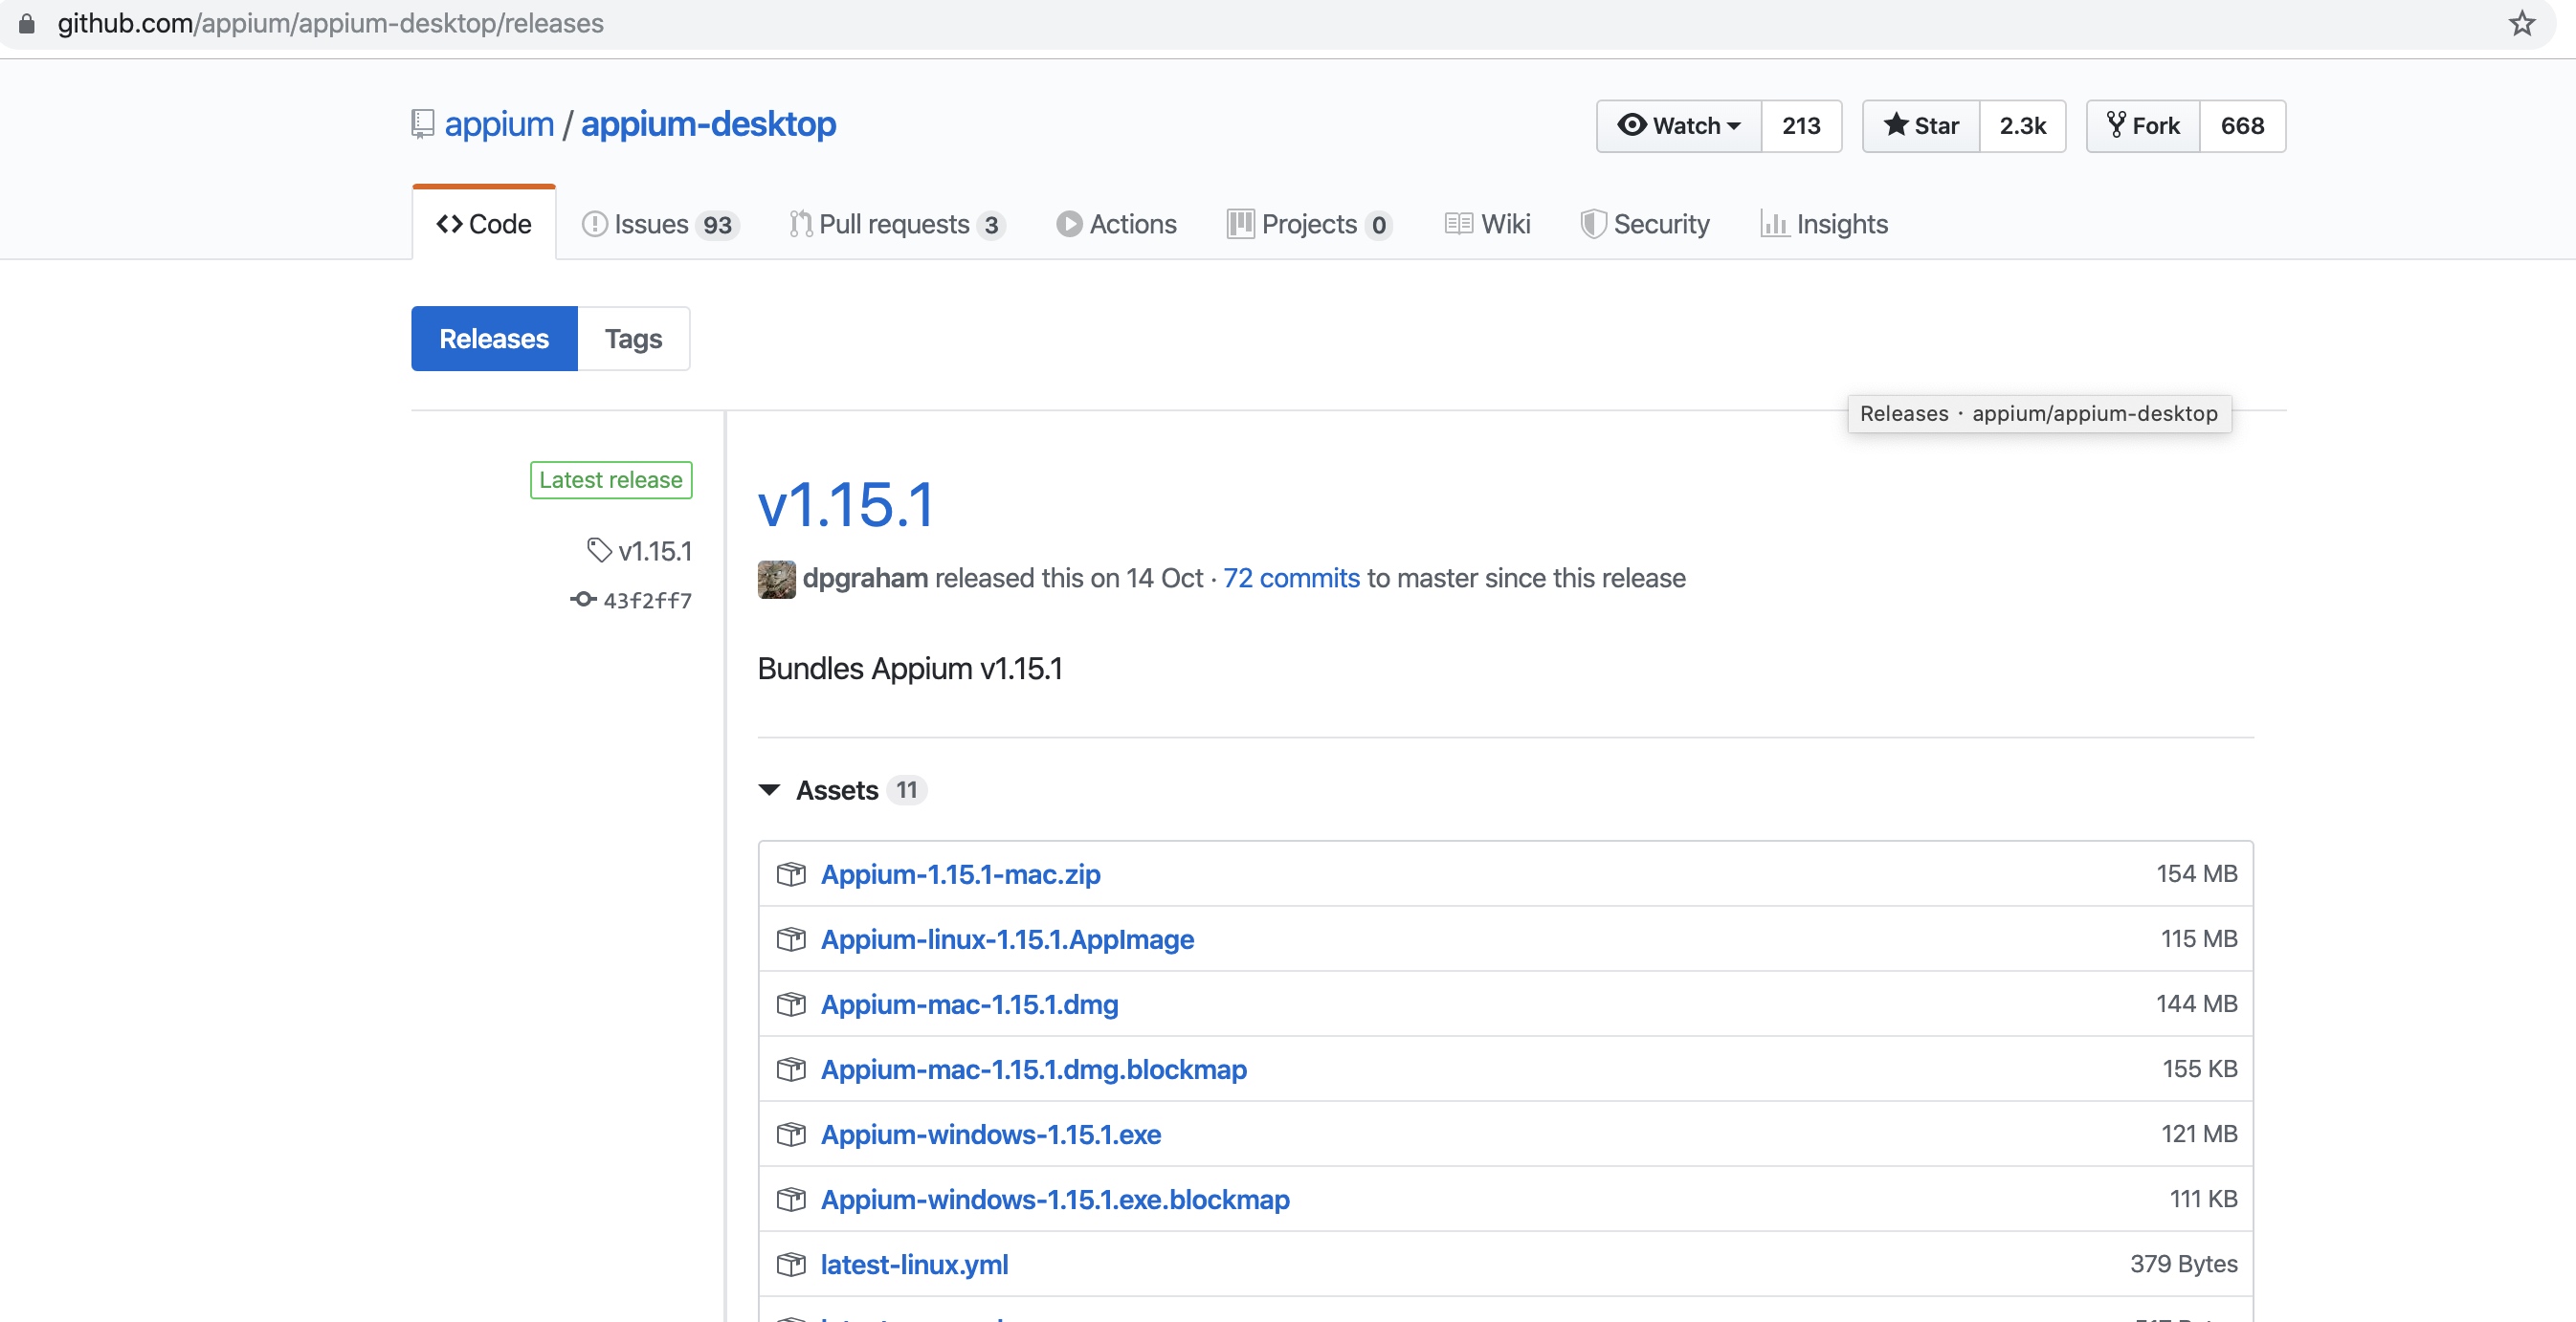 github.com/appium/appium-desktop/releases
appium / appium-desktop
Watch 213 Star 2.3k Fork 668
Code Issues 93 Pull requests 3 Actions Projects 0 Wiki Security Insights
Releases Tags
Releases · appium/appium-desktop
Latest release
v1.15.1
43f2ff7
v1.15.1
dpgraham released this on 14 Oct · 72 commits to master since this release
Bundles Appium v1.15.1
Assets 11
Appium-1.15.1-mac.zip 154 MB
Appium-linux-1.15.1.AppImage 115 MB
Appium-mac-1.15.1.dmg 144 MB
Appium-mac-1.15.1.dmg.blockmap 155 KB
Appium-windows-1.15.1.exe 121 MB
Appium-windows-1.15.1.exe.blockmap 111 KB
latest-linux.yml 379 Bytes